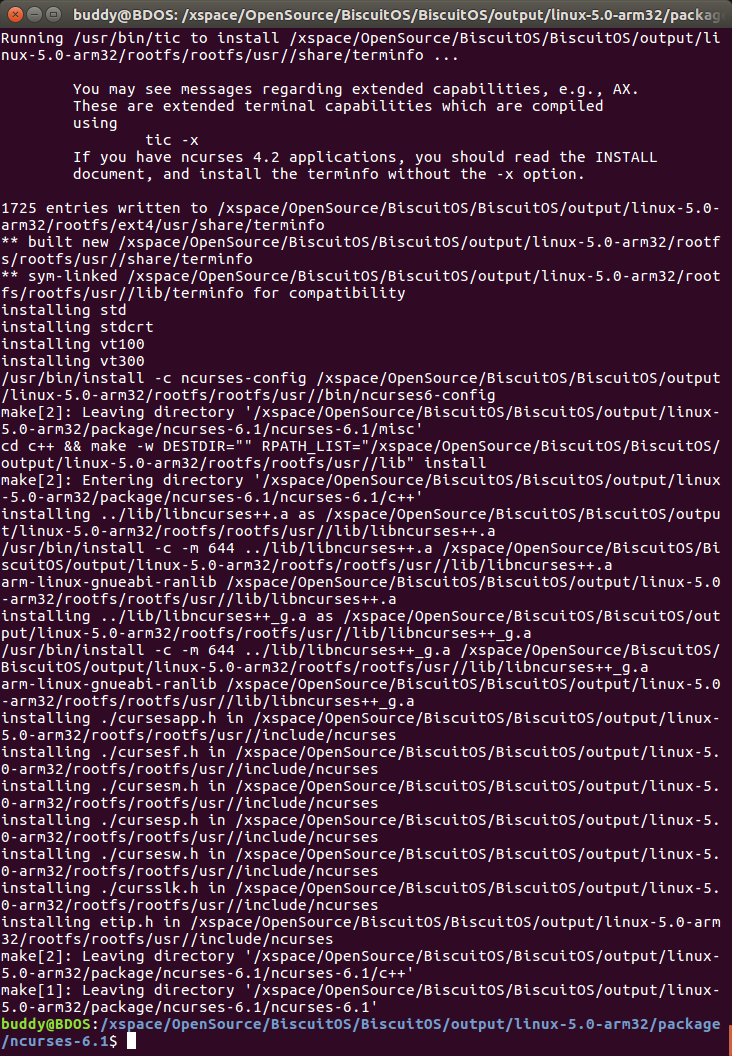 buddy@BDOS: /xspace/OpenSource/BiscuitOS/BiscuitOS/output/linux-5.0-arm32/packag
Running /usr/bin/tic to install /xspace/OpenSource/BiscuitOS/BiscuitOS/output/li
nux-5.0-arm32/rootfs/rootfs/usr//share/terminfo ...
You may see messages regarding extended capabilities, e.g., AX.
These are extended terminal capabilities which are compiled
using
tic -x
If you have ncurses 4.2 applications, you should read the INSTALL
document, and install the terminfo without the -x option.
1725 entries written to /xspace/OpenSource/BiscuitOS/BiscuitOS/output/linux-5.0-
arm32/rootfs/ext4/usr/share/terminfo
** built new /xspace/OpenSource/BiscuitOS/BiscuitOS/output/linux-5.0-arm32/rootf
s/rootfs/usr//share/terminfo
** sym-linked /xspace/OpenSource/BiscuitOS/BiscuitOS/output/linux-5.0-arm32/root
fs/rootfs/usr//lib/terminfo for compatibility
installing std
installing stdcrt
installing vt100
installing vt300
/usr/bin/install -c ncurses-config /xspace/OpenSource/BiscuitOS/BiscuitOS/output
/linux-5.0-arm32/rootfs/rootfs/usr//bin/ncurses6-config
make[2]: Leaving directory '/xspace/OpenSource/BiscuitOS/BiscuitOS/output/linux-
5.0-arm32/package/ncurses-6.1/ncurses-6.1/misc'
cd c++ && make -w DESTDIR="" RPATH_LIST="/xspace/OpenSource/BiscuitOS/BiscuitOS/
output/linux-5.0-arm32/rootfs/rootfs/usr//lib" install
make[2]: Entering directory '/xspace/OpenSource/BiscuitOS/BiscuitOS/output/linux
-5.0-arm32/package/ncurses-6.1/ncurses-6.1/c++'
installing ../lib/libncurses++.a as /xspace/OpenSource/BiscuitOS/BiscuitOS/outpu
t/linux-5.0-arm32/rootfs/rootfs/usr//lib/libncurses++.a
/usr/bin/install -c -m 644 ../lib/libncurses++.a /xspace/OpenSource/BiscuitOS/Bi
scuitOS/output/linux-5.0-arm32/rootfs/rootfs/usr//lib/libncurses++.a
arm-linux-gnueabi-ranlib /xspace/OpenSource/BiscuitOS/BiscuitOS/output/linux-5.0
-arm32/rootfs/rootfs/usr//lib/libncurses++.a
installing ../lib/libncurses++_g.a as /xspace/OpenSource/BiscuitOS/BiscuitOS/out
put/linux-5.0-arm32/rootfs/rootfs/usr//lib/libncurses++_g.a
/usr/bin/install -c -m 644 ../lib/libncurses++_g.a /xspace/OpenSource/BiscuitOS/
BiscuitOS/output/linux-5.0-arm32/rootfs/rootfs/usr//lib/libncurses++_g.a
arm-linux-gnueabi-ranlib /xspace/OpenSource/BiscuitOS/BiscuitOS/output/linux-5.0
-arm32/rootfs/rootfs/usr//lib/libncurses++_g.a
installing ./cursesapp.h in /xspace/OpenSource/BiscuitOS/BiscuitOS/output/linux-
5.0-arm32/rootfs/rootfs/usr//include/ncurses
installing ./cursesf.h in /xspace/OpenSource/BiscuitOS/BiscuitOS/output/linux-5.
0-arm32/rootfs/rootfs/usr//include/ncurses
installing ./cursesm.h in /xspace/OpenSource/BiscuitOS/BiscuitOS/output/linux-5.
0-arm32/rootfs/rootfs/usr//include/ncurses
installing ./cursesp.h in /xspace/OpenSource/BiscuitOS/BiscuitOS/output/linux-5.
0-arm32/rootfs/rootfs/usr//include/ncurses
installing ./cursesw.h in /xspace/OpenSource/BiscuitOS/BiscuitOS/output/linux-5.
0-arm32/rootfs/rootfs/usr//include/ncurses
installing ./cursslk.h in /xspace/OpenSource/BiscuitOS/BiscuitOS/output/linux-5.
0-arm32/rootfs/rootfs/usr//include/ncurses
installing etip.h in /xspace/OpenSource/BiscuitOS/BiscuitOS/output/linux-5.0-arm
32/rootfs/rootfs/usr//include/ncurses
make[2]: Leaving directory '/xspace/OpenSource/BiscuitOS/BiscuitOS/output/linux-
5.0-arm32/package/ncurses-6.1/ncurses-6.1/c++'
make[1]: Leaving directory '/xspace/OpenSource/BiscuitOS/BiscuitOS/output/linux-
5.0-arm32/package/ncurses-6.1/ncurses-6.1'
buddy@BDOS:/xspace/OpenSource/BiscuitOS/BiscuitOS/output/linux-5.0-arm32/package
/ncurses-6.1$